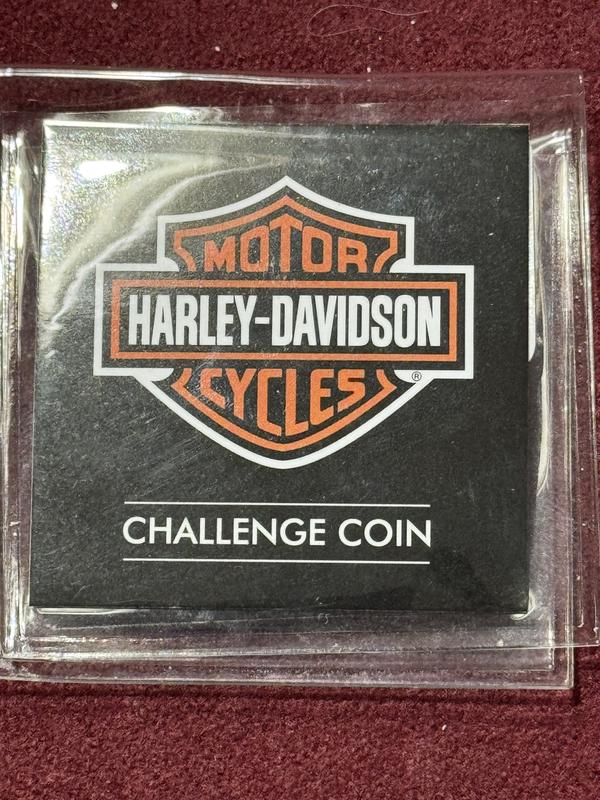 MOTOR
HARLEY-DAVIDSON
CYCLES
®
CHALLENGE COIN